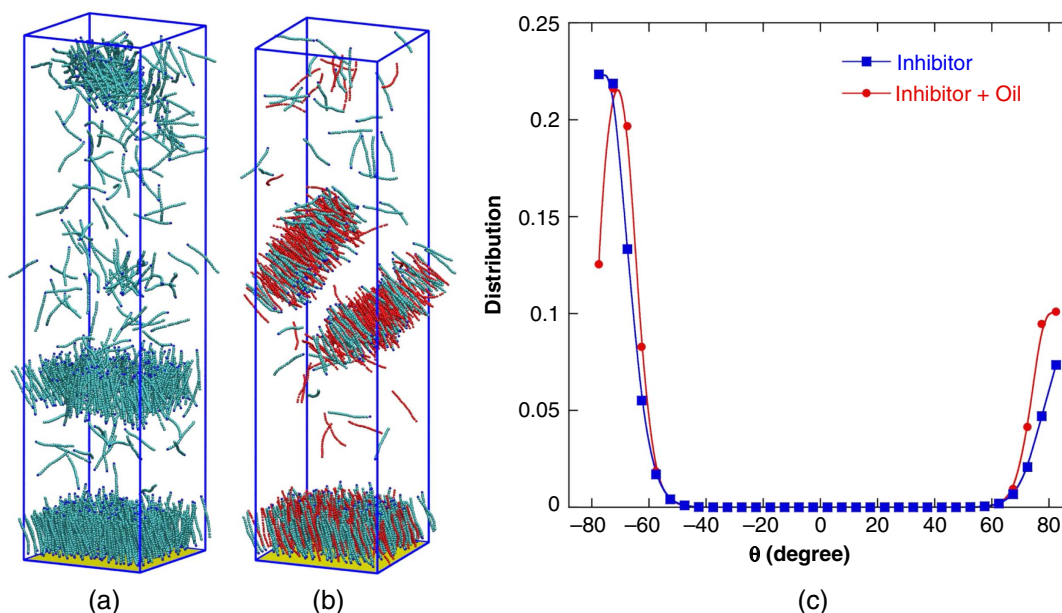 0.25
0.2
0.15
0.1
0.05
0
Distribution
Inhibitor
Inhibitor + Oil
−80 −60 −40 −20 0 20 40 60 80
θ (degree)
(a) (b) (c)